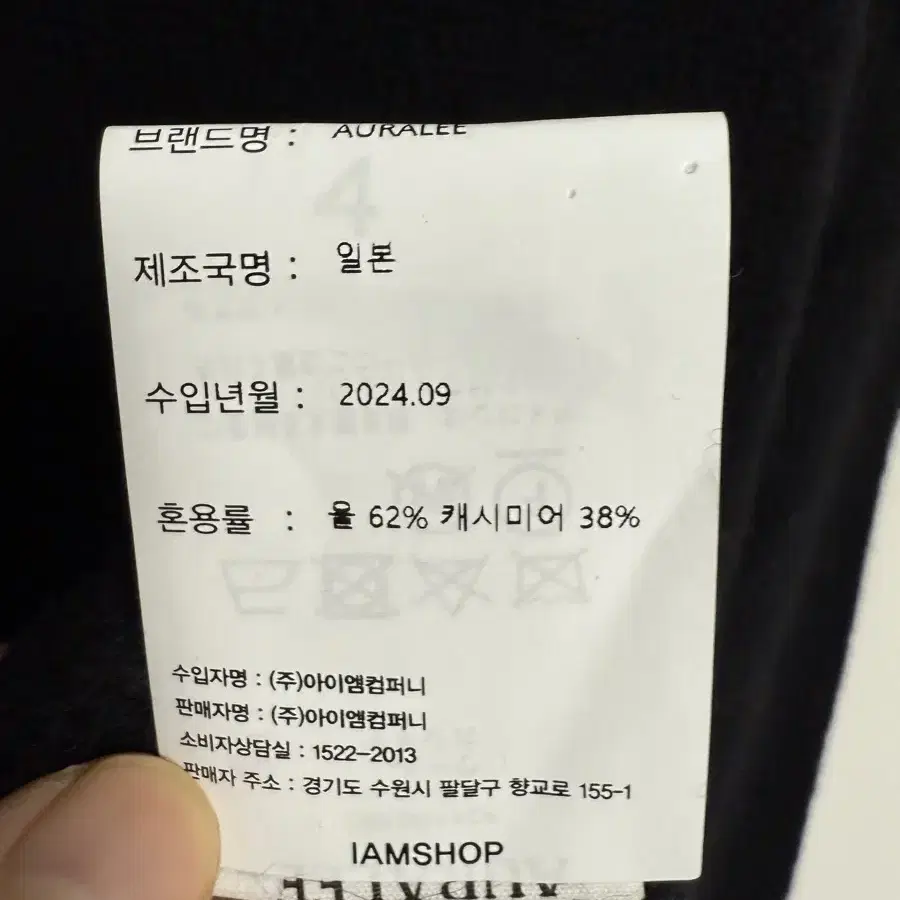 브랜드명 : AURALEE
4
제조국명 : 일본
수입년월 : 2024.09
혼용률 : 울 62% 캐시미어 38%
수입자명 : (주)아이엠컴퍼니
판매자명 : (주)아이엠컴퍼니
소비자상담실 : 1522-2013
판매자 주소 : 경기도 수원시 팔달구 향교로 155-1
IAMSHOP
AURALEE